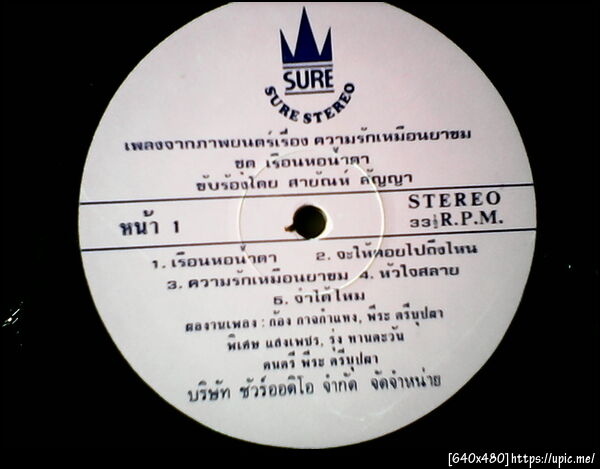 SURE
SURE STEREO
เพลงจากภาพยนตร์เรื่อง ความรักเหมือนยาขม
ชุด เรือนหอน้ำตา
ขับร้องโดย สายัณห์ สัญญา
หน้า 1
STEREO
33⅓ R.P.M.
1. เรือนหอน้ำตา 2. จะให้ถอยไปถึงไหน
3. ความรักเหมือนยาขม 4. หัวใจสลาย
5. จำได้ไหม
ผลงานเพลง : ก้อง กาจกำแหง, พีระ ตรีบุปผา
พิเศษ แสงเพชร, รุ่ง ทานตะวัน
ดนตรี พีระ ตรีบุปผา
บริษัท ชัวร์ออดิโอ จำกัด จัดจำหน่าย
[640x480]https://upic.me/